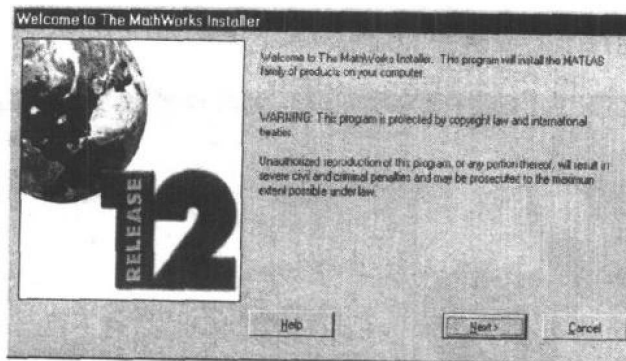 Welcome to The MathWorks Installer
Welcome to The MathWorks Installer. This program will install the MATLAB
family of products on your computer.
WARNING: This program is protected by copyright law and international
treaties.
Unauthorized reproduction of this program, or any portion thereof, will result in
severe civil and criminal penalties and may be prosecuted to the maximum
extent possible under law.
RELEASE
12
Help
Next >
Cancel